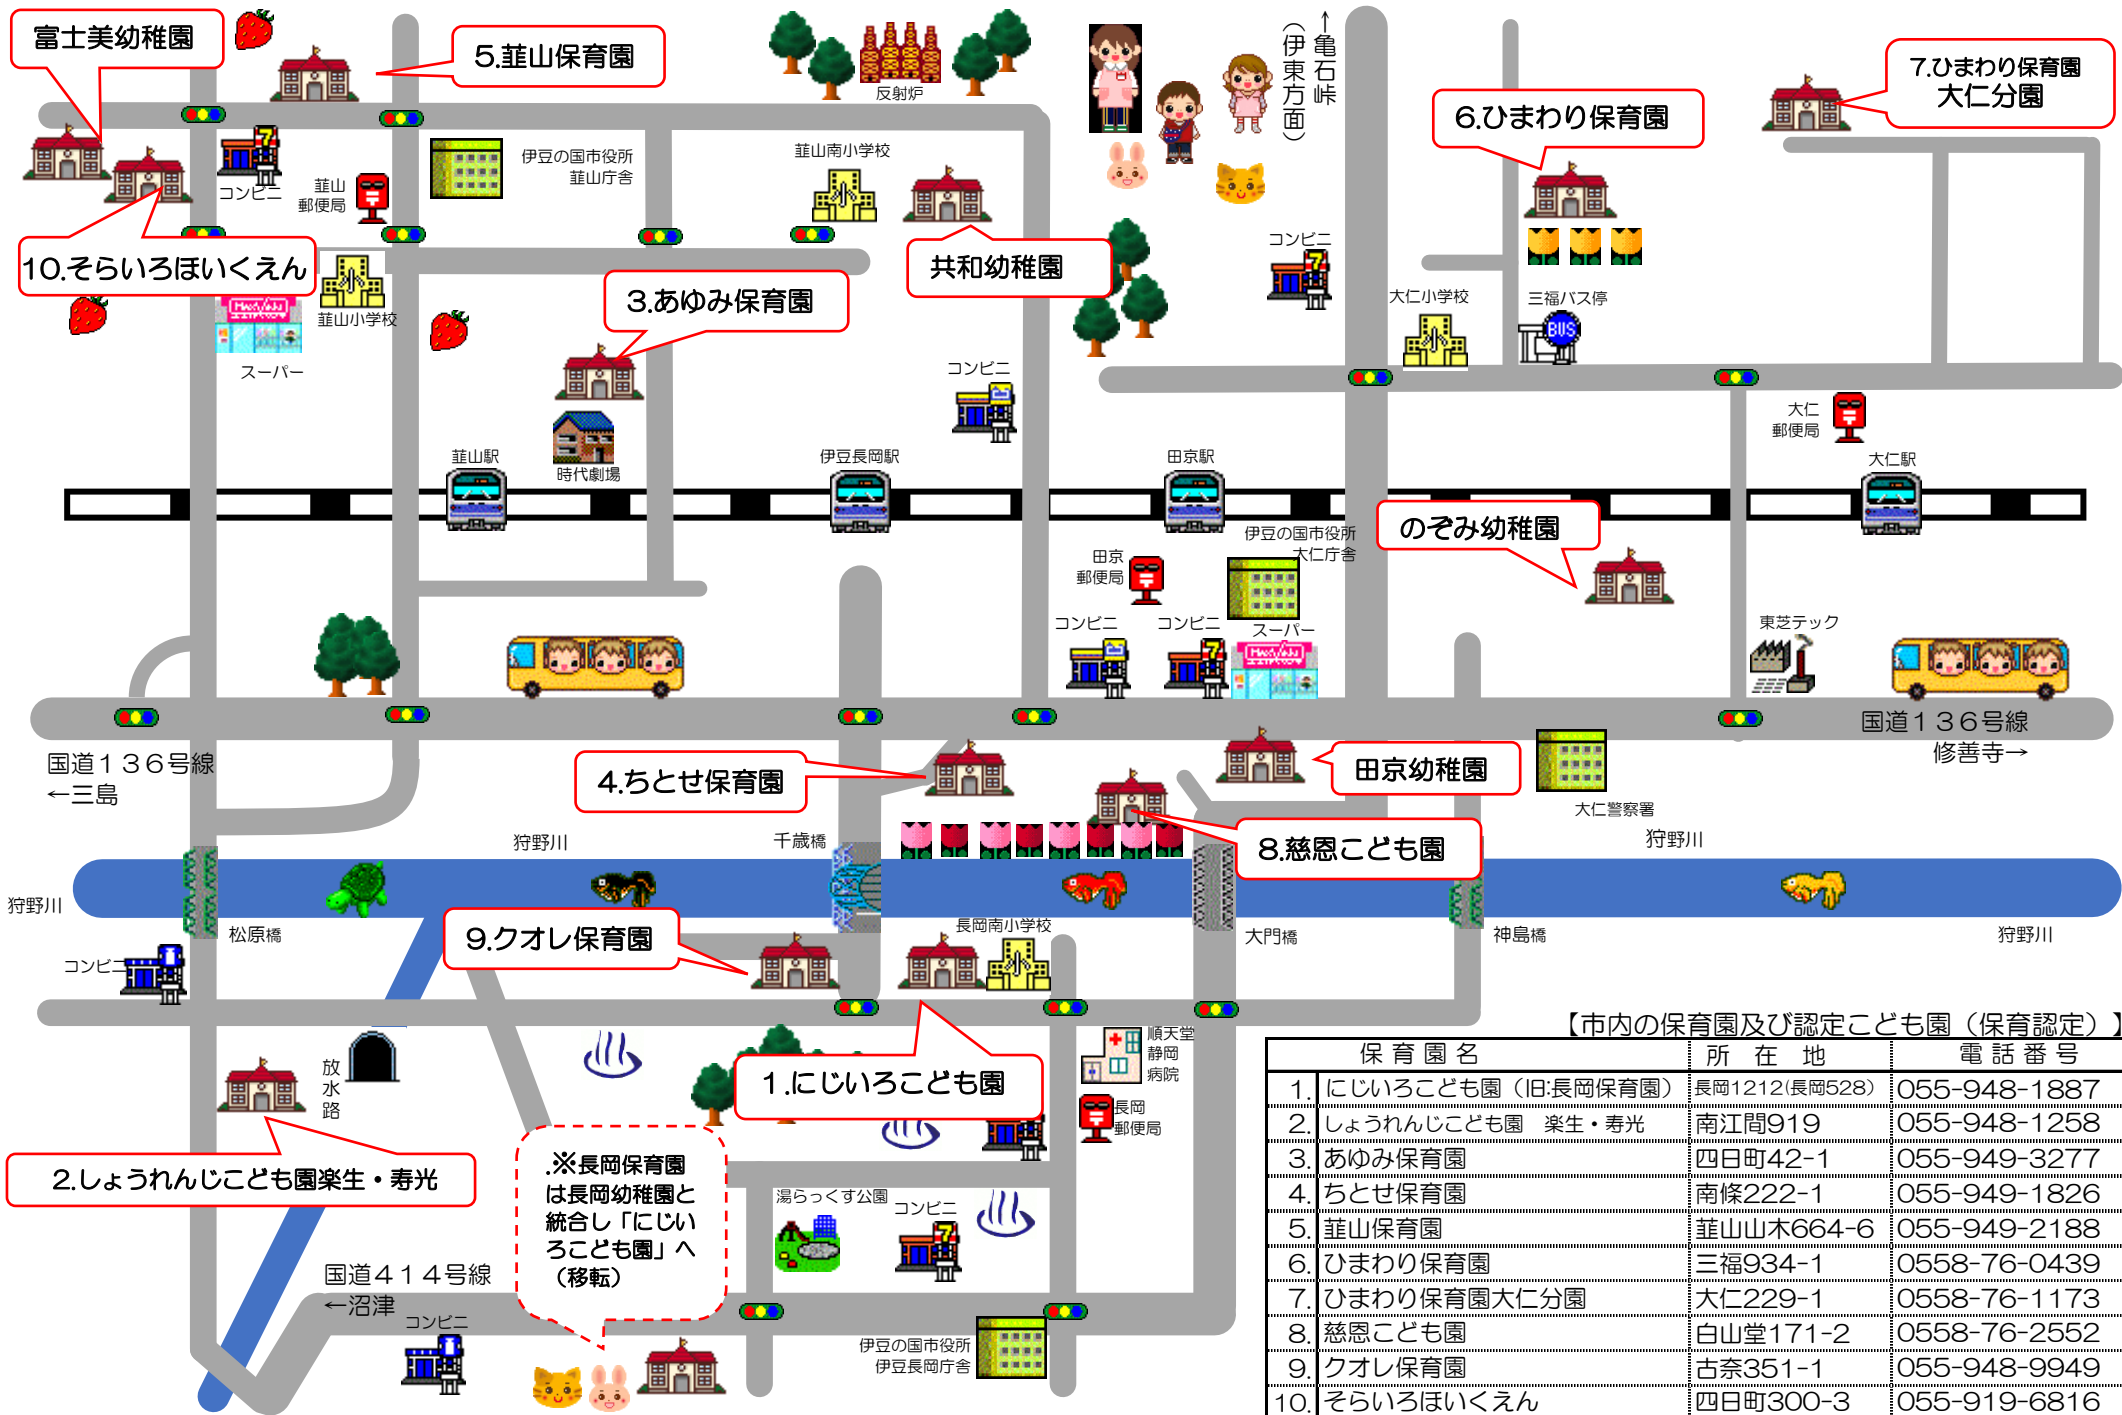 富士美幼稚園
5.韮山保育園
反射炉
←亀石峠
（伊東方面）
7.ひまわり保育園
大仁分園
6.ひまわり保育園
コンビニ
韮山
郵便局
伊豆の国市役所
韮山庁舎
韮山南小学校
10.そらいろほいくえん
韮山小学校
スーパー
3.あゆみ保育園
共和幼稚園
コンビニ
大仁小学校
三福バス停
BUS
コンビニ
大仁
郵便局
韮山駅
時代劇場
伊豆長岡駅
田京駅
大仁駅
のぞみ幼稚園
伊豆の国市役所
大仁庁舎
田京
郵便局
コンビニ
コンビニ
スーパー
東芝テック
国道１３６号線
←三島
国道１３６号線
修善寺→
4.ちとせ保育園
田京幼稚園
大仁警察署
8.慈恩こども園
狩野川
千歳橋
狩野川
狩野川
松原橋
大門橋
神島橋
狩野川
9.クオレ保育園
長岡南小学校
コンビニ
放水路
1.にじいろこども園
順天堂
静岡
病院
長岡
郵便局
2.しょうれんじこども園楽生・寿光
.※長岡保育園
は長岡幼稚園と
統合し「にじい
ろこども園」へ
（移転）
湯らっくす公園
コンビニ
国道４１４号線
←沼津
コンビニ
伊豆の国市役所
伊豆長岡庁舎
【市内の保育園及び認定こども園（保育認定）】
保育園名 所在地 電話番号
1. にじいろこども園（旧:長岡保育園） 長岡1212(長岡528) 055-948-1887
2. しょうれんじこども園 楽生・寿光 南江間919 055-948-1258
3. あゆみ保育園 四日町42-1 055-949-3277
4. ちとせ保育園 南條222-1 055-949-1826
5. 韮山保育園 韮山山木664-6 055-949-2188
6. ひまわり保育園 三福934-1 0558-76-0439
7. ひまわり保育園大仁分園 大仁229-1 0558-76-1173
8. 慈恩こども園 白山堂171-2 0558-76-2552
9. クオレ保育園 古奈351-1 055-948-9949
10. そらいろほいくえん 四日町300-3 055-919-6816